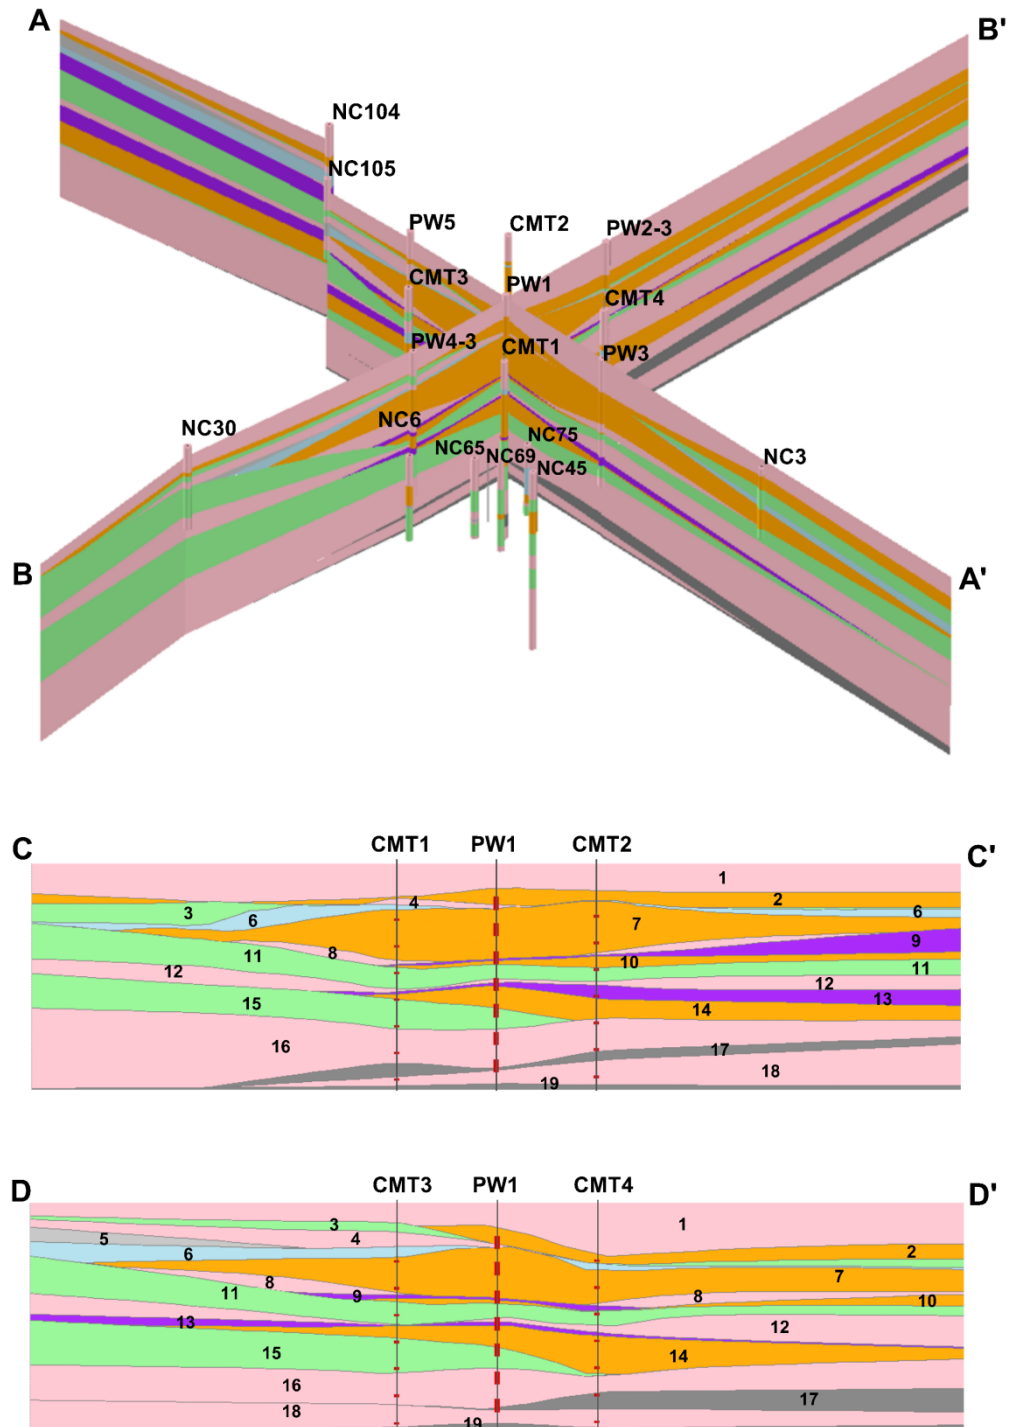 A
B'
NC104
NC105
PW5
CMT2
PW2-3
CMT3
PW1
CMT4
PW4-3
CMT1
PW3
NC6
NC30
NC65
NC69
NC75
NC45
NC3
B
A'
C
CMT1
PW1
CMT2
C'
1
2
3
4
6
6
7
8
9
10
11
11
12
12
13
14
15
16
17
18
19
D
CMT3
PW1
CMT4
D'
1
2
3
4
5
6
7
8
8
9
10
11
12
13
14
15
16
17
18
19